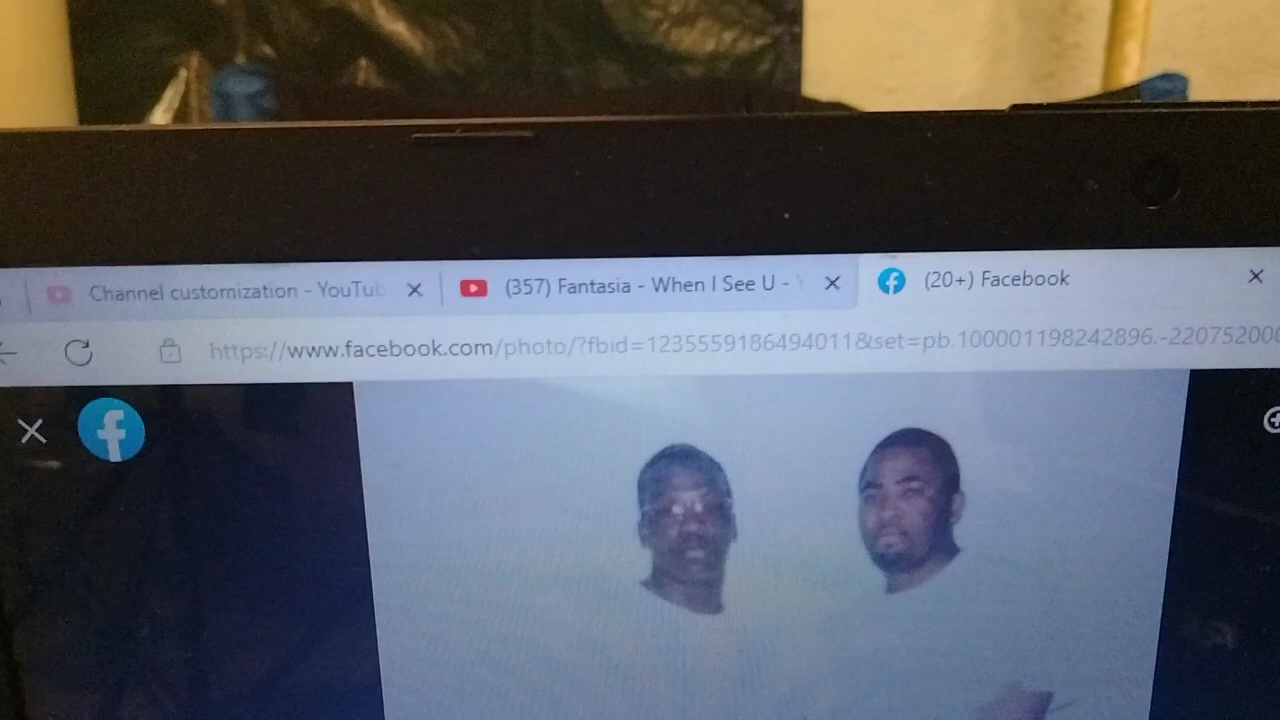 Channel customization - YouTub
(357) Fantasia - When I See U -
(20+) Facebook
https://www.facebook.com/photo/?fbid=1235559186494011&set=pb.100001198242896.-220752000